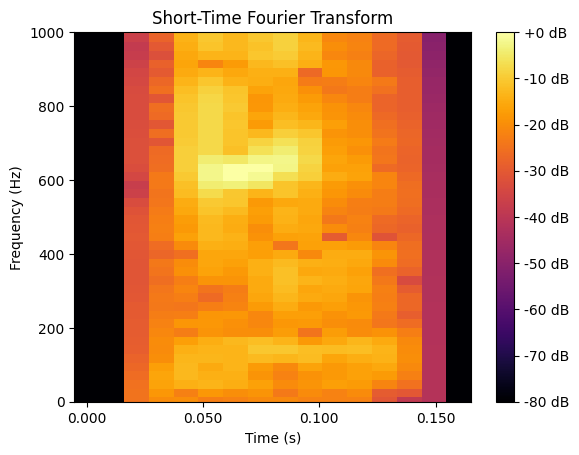 Short-Time Fourier Transform
1000
800
600
400
200
0
Frequency (Hz)
0.000
0.050
0.100
0.150
Time (s)
+0 dB
-10 dB
-20 dB
-30 dB
-40 dB
-50 dB
-60 dB
-70 dB
-80 dB